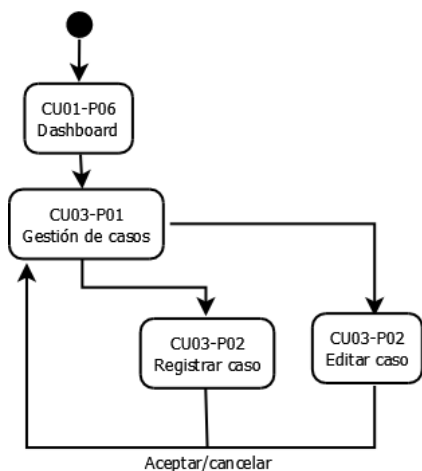 CU01-P06
Dashboard
CU03-P01
Gestión de casos
CU03-P02
Registrar caso
CU03-P02
Editar caso
Aceptar/cancelar